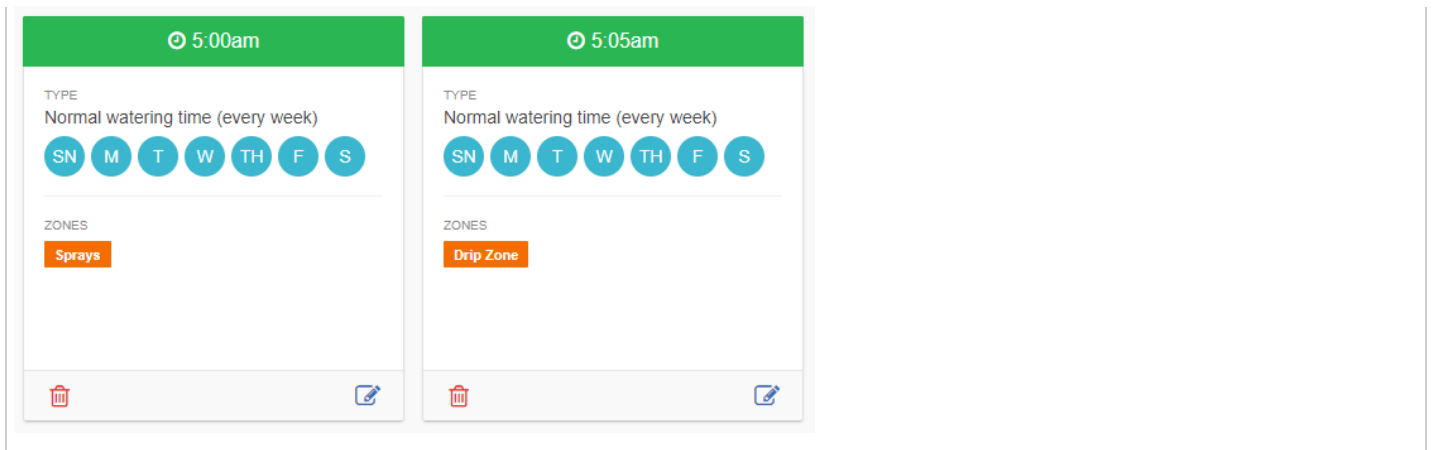 5:00am
TYPE
Normal watering time (every week)
SN M T W TH F S
ZONES
Sprays
5:05am
TYPE
Normal watering time (every week)
SN M T W TH F S
ZONES
Drip Zone